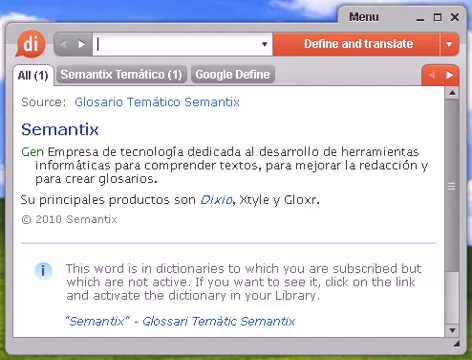 Menu
di
Define and translate
All (1)
Semantix Temático (1)
Google Define
Source: Glosario Temático Semantix
Semantix
Gen Empresa de tecnología dedicada al desarrollo de herramientas
informáticas para comprender textos, para mejorar la redacción y
para crear glosarios.
Su principales productos son Dixio, Xtyle y Gloxr.
© 2010 Semantix
i
This word is in dictionaries to which you are subscribed but
which are not active. If you want to see it, click on the link
and activate the dictionary in your Library.
"Semantix" - Glossari Temàtic Semantix